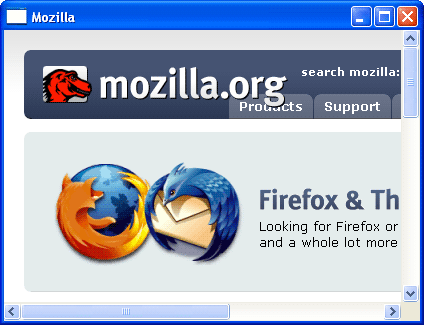 Mozilla
mozilla.org
search mozilla:
Products
Support
Firefox & Th
Looking for Firefox or
and a whole lot more